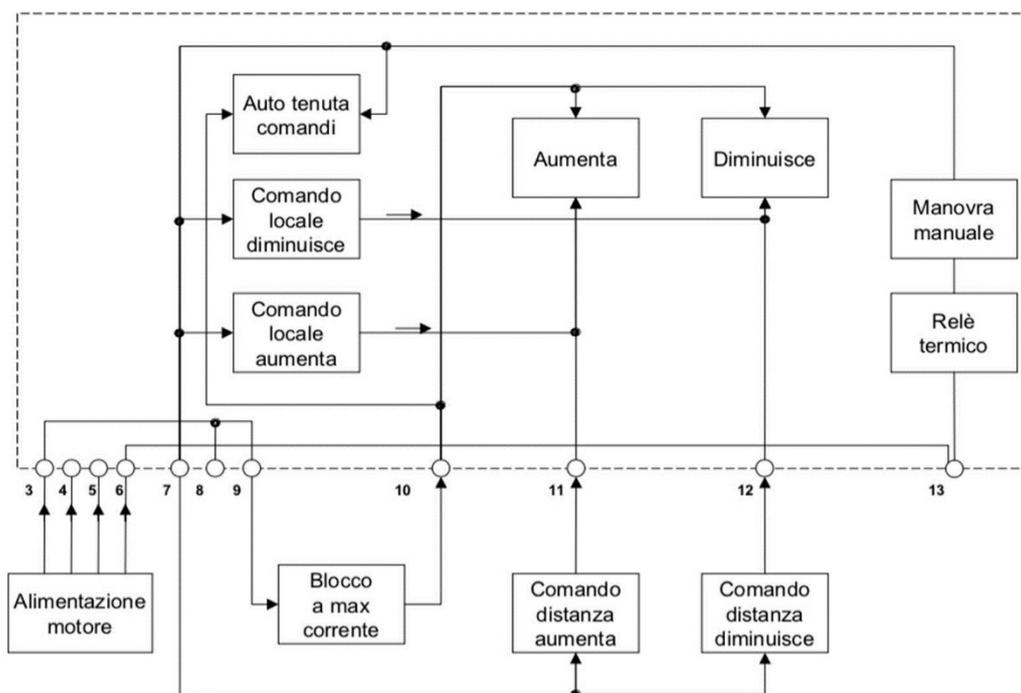 Auto tenuta
comandi
Aumenta
Diminuisce
Comando
locale
diminuisce
Manovra
manuale
Comando
locale
aumenta
Relè
termico
3
4
5
6
7
8
9
10
11
12
13
Alimentazione
motore
Blocco
a max
corrente
Comando
distanza
aumenta
Comando
distanza
diminuisce